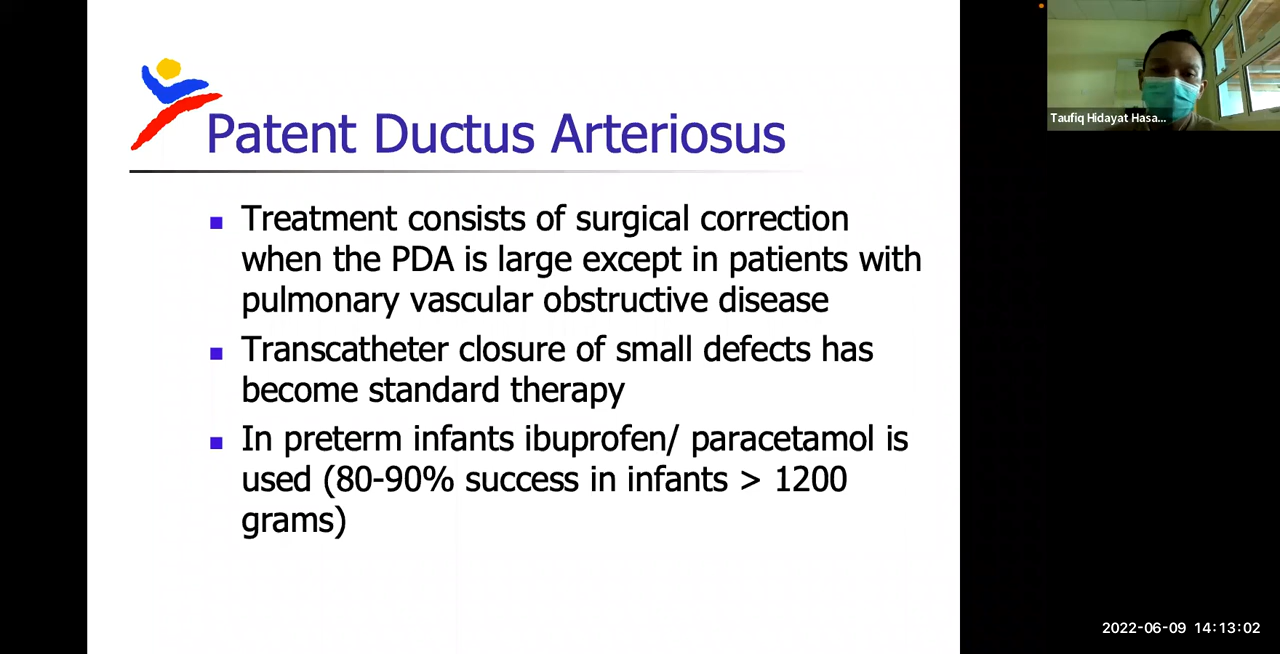 Patent Ductus Arteriosus
Treatment consists of surgical correction
when the PDA is large except in patients with
pulmonary vascular obstructive disease
Transcatheter closure of small defects has
become standard therapy
In preterm infants ibuprofen/ paracetamol is
used (80-90% success in infants > 1200
grams)
Taufiq Hidayat Hasa...
2022-06-09 14:13:02